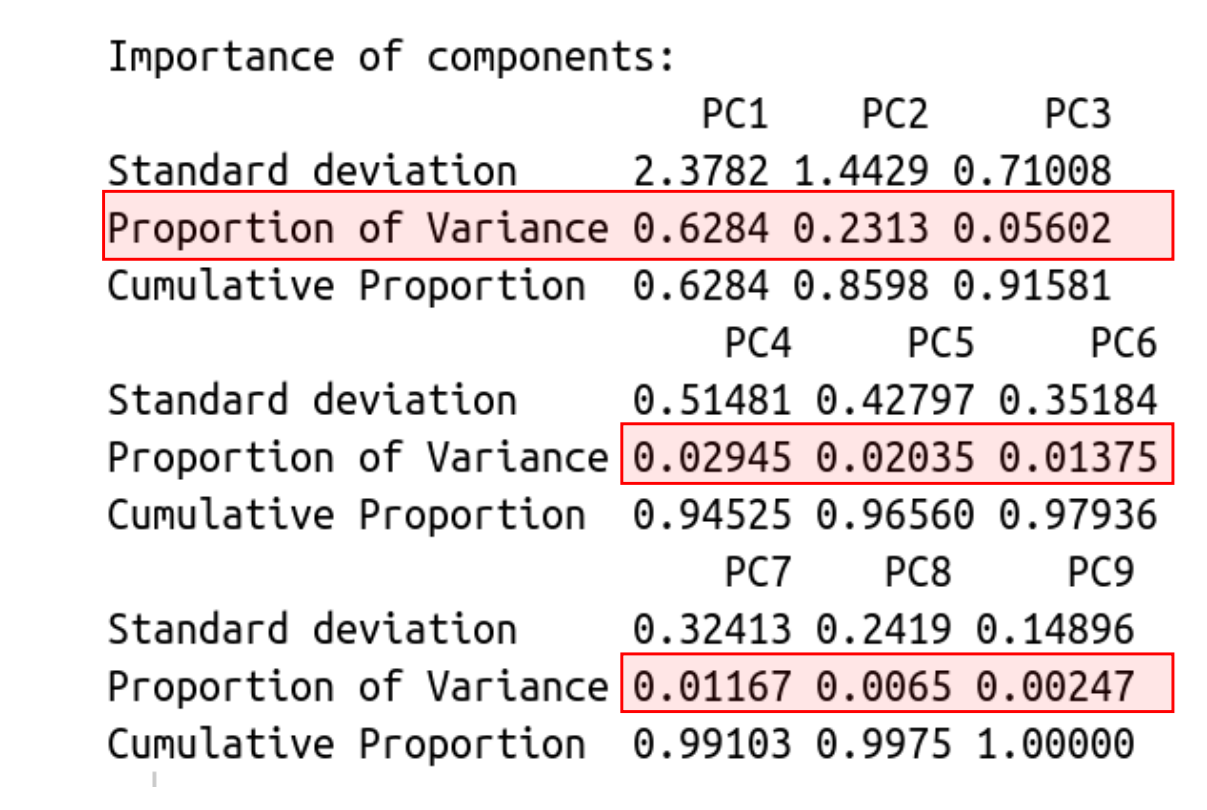 Importance of components:
PC1 PC2 PC3
Standard deviation 2.3782 1.4429 0.71008
Proportion of Variance 0.6284 0.2313 0.05602
Cumulative Proportion 0.6284 0.8598 0.91581
PC4 PC5 PC6
Standard deviation 0.51481 0.42797 0.35184
Proportion of Variance 0.02945 0.02035 0.01375
Cumulative Proportion 0.94525 0.96560 0.97936
PC7 PC8 PC9
Standard deviation 0.32413 0.2419 0.14896
Proportion of Variance 0.01167 0.0065 0.00247
Cumulative Proportion 0.99103 0.9975 1.00000